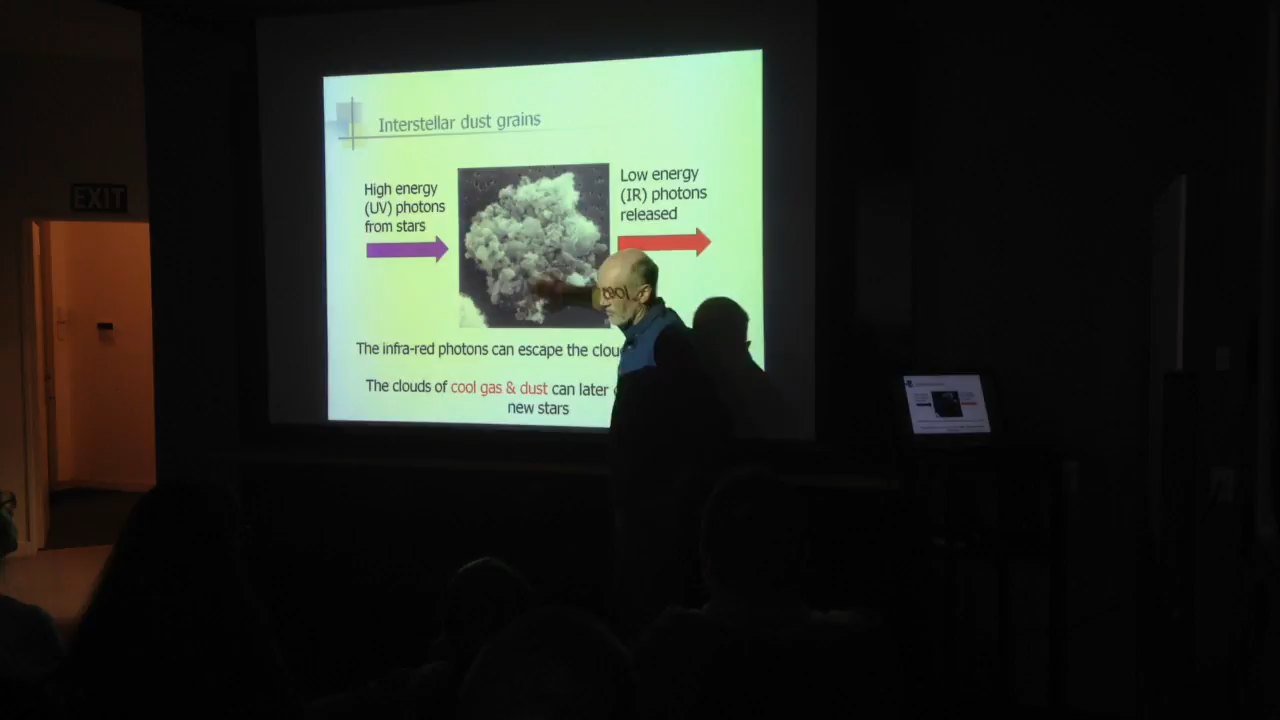 EXIT
Interstellar dust grains
High energy
(UV) photons
from stars
Low energy
(IR) photons
released
The infra-red photons can escape the
The clouds of cool gas & dust can later
new stars